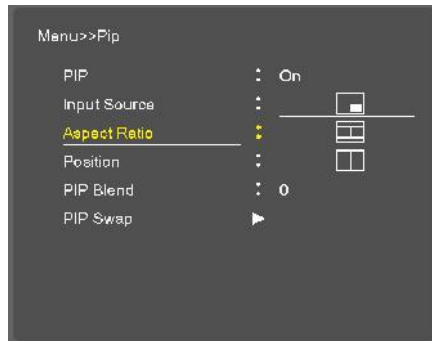 Menu>>Pip
PIP : On
Input Source :
Aspect Ratio :
Position :
PIP Blend : 0
PIP Swap ▶